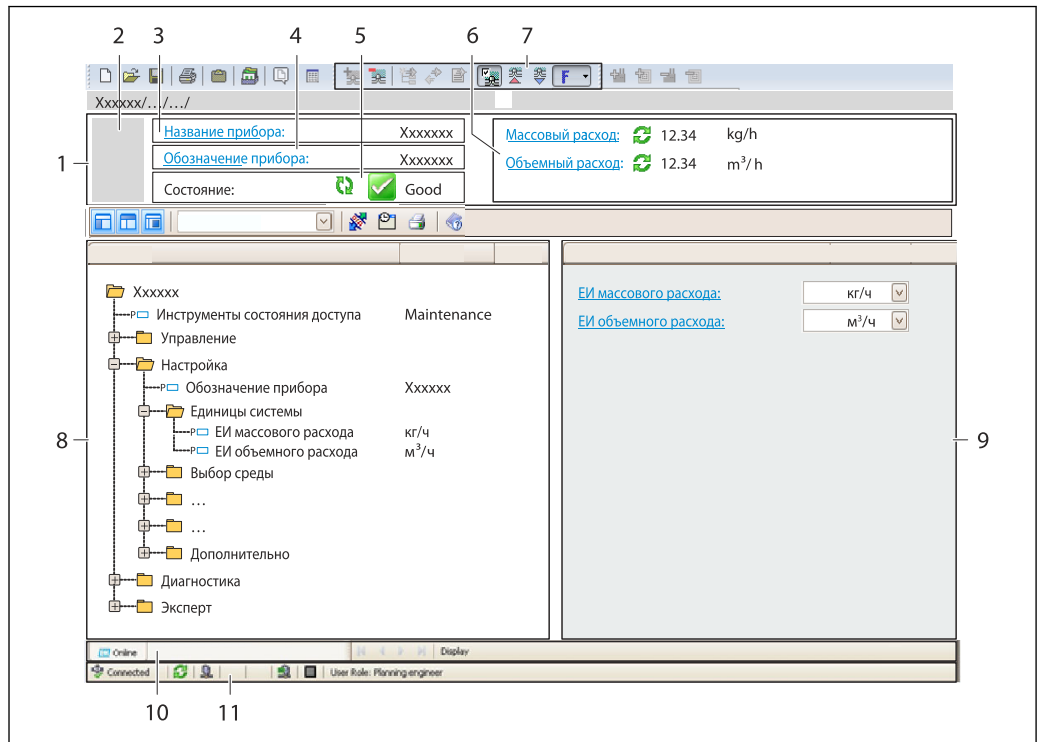 2 3 4 5 6 7
F
Xxxxxx/.../.../
1
Название прибора: Xxxxxxx
Обозначение прибора: Xxxxxxx
Состояние: Good
Массовый расход: 12.34 kg/h
Объемный расход: 12.34 m³/h
Xxxxxx
P Инструменты состояния доступа Maintenance
Управление
Настройка
P Обозначение прибора Xxxxxx
Единицы системы
P ЕИ массового расхода кг/ч
P ЕИ объемного расхода м³/ч
Выбор среды
...
...
Дополнительно
Диагностика
Эксперт
8
ЕИ массового расхода: кг/ч
ЕИ объемного расхода: м³/ч
9
Online Display
Connected User Role: Planning engineer
10 11